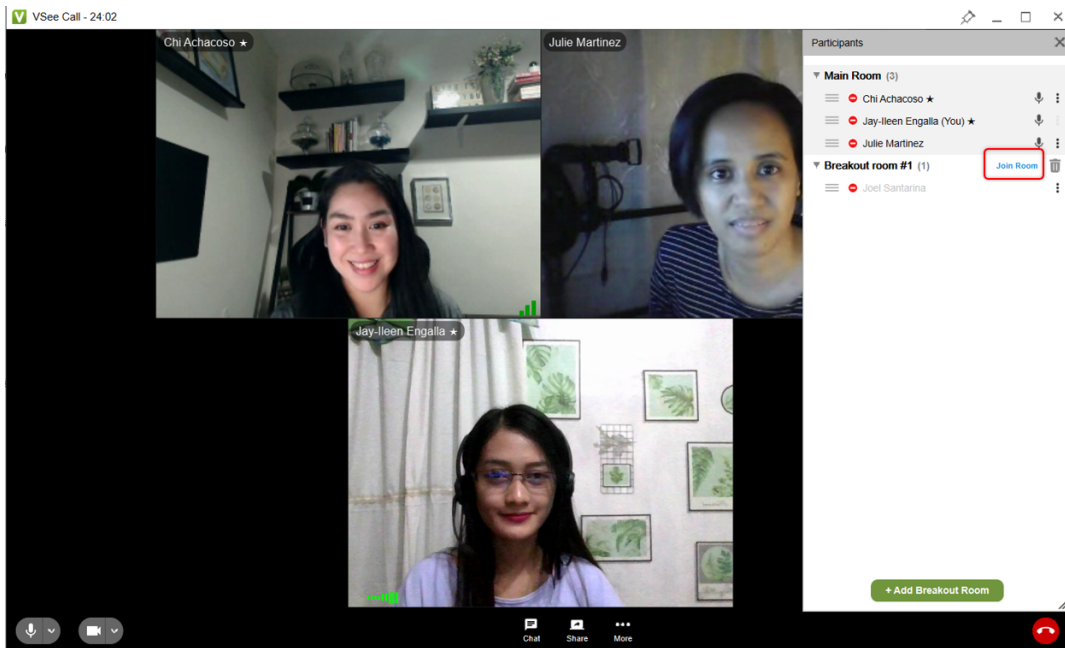 VSee Call - 24:02
Chi Achacoso ★
Julie Martinez
Participants
Main Room (3)
Chi Achacoso ★
Jay-Ileen Engalla (You) ★
Julie Martinez
Breakout room #1 (1)
Join Room
Joel Santarina
Jay-Ileen Engalla ★
+ Add Breakout Room
Chat
Share
More